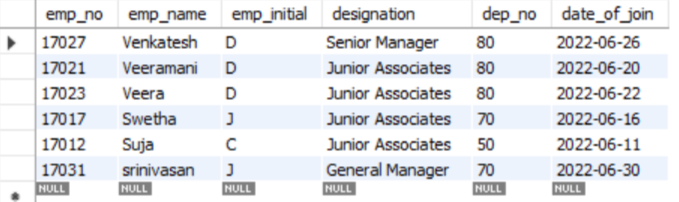 emp_no emp_name emp_initial designation dep_no date_of_join
17027 Venkatesh D Senior Manager 80 2022-06-26
17021 Veeramani D Junior Associates 80 2022-06-20
17023 Veera D Junior Associates 80 2022-06-22
17017 Swetha J Junior Associates 70 2022-06-16
17012 Suja C Junior Associates 50 2022-06-11
17031 srinivasan J General Manager 70 2022-06-30
NULL NULL NULL NULL NULL NULL